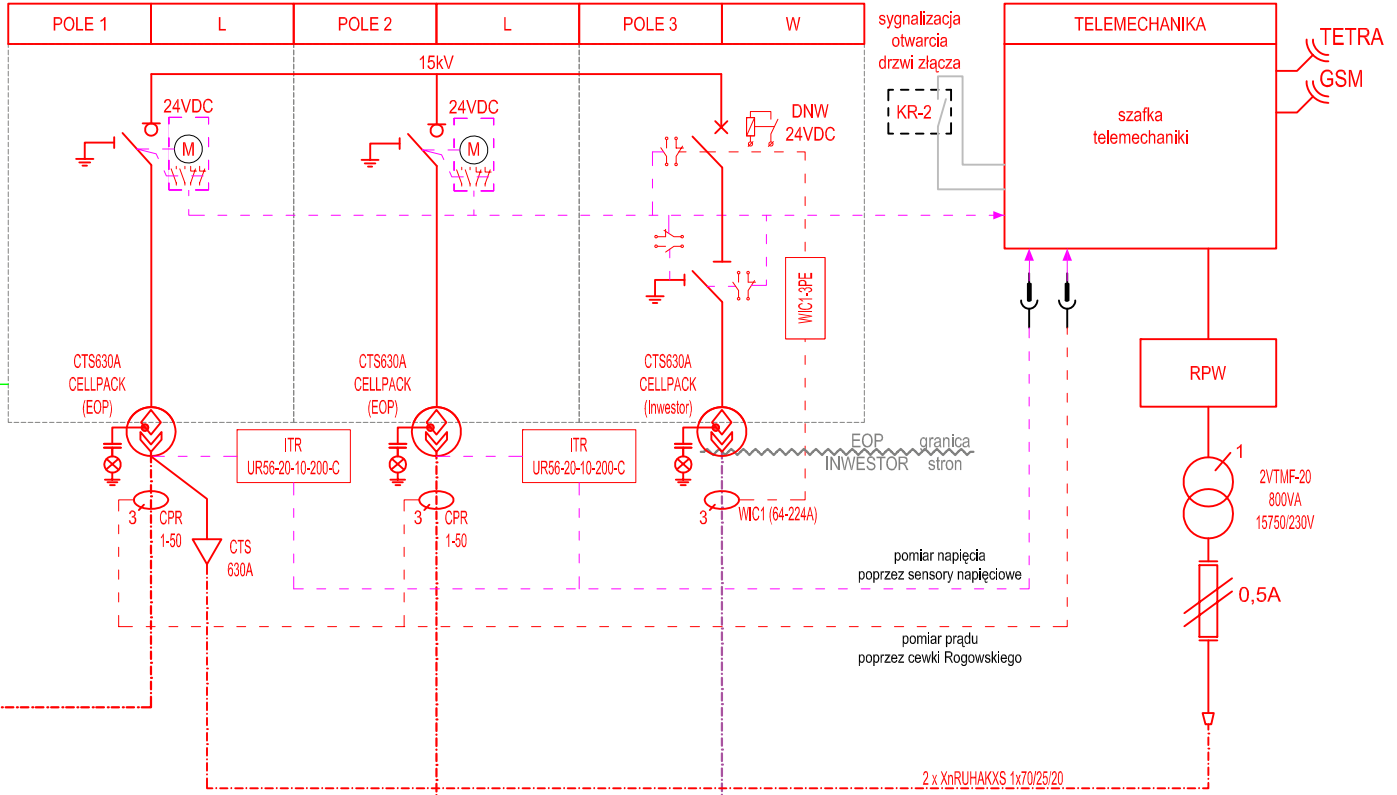 POLE 1
L
POLE 2
L
POLE 3
W
sygnalizacja
otwarcia
drzwi złącza
TELEMECHANIKA
TETRA
GSM
15kV
24VDC
M
24VDC
M
DNW
24VDC
KR-2
szafka
telemechaniki
WIC1-3PE
CTS630A
CELLPACK
(EOP)
CTS630A
CELLPACK
(EOP)
CTS630A
CELLPACK
(Inwestor)
RPW
ITR
UR56-20-10-200-C
ITR
UR56-20-10-200-C
EOP granica
INWESTOR stron
1
2VTMF-20
800VA
15750/230V
3
CPR
1-50
3
CPR
1-50
3
WIC1 (64-224A)
CTS
630A
pomiar napięcia
poprzez sensory napięciowe
0,5A
pomiar prądu
poprzez cewki Rogowskiego
2 x XnRUHAKXS 1x70/25/20